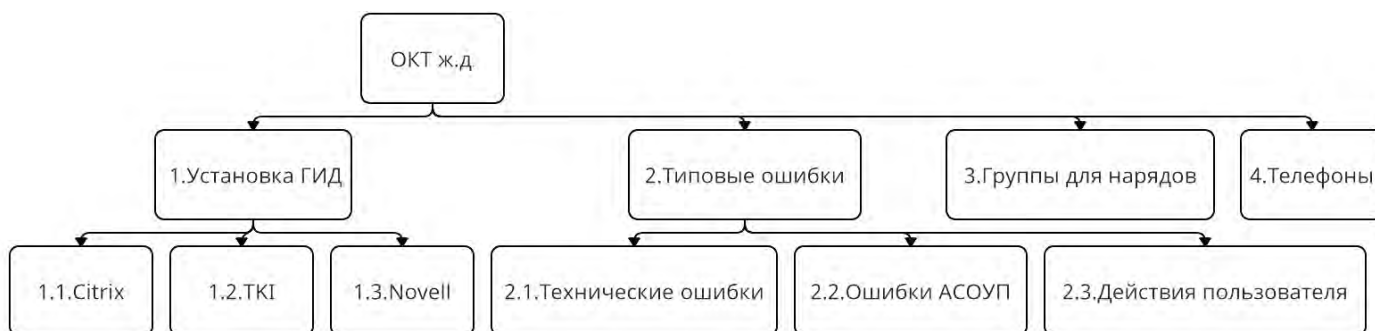 ОКТ ж.д
1.Установка ГИД
2.Типовые ошибки
3.Группы для нарядов
4.Телефоны
1.1.Citrix
1.2.TKI
1.3.Novell
2.1.Технические ошибки
2.2.Ошибки АСОУП
2.3.Действия пользователя